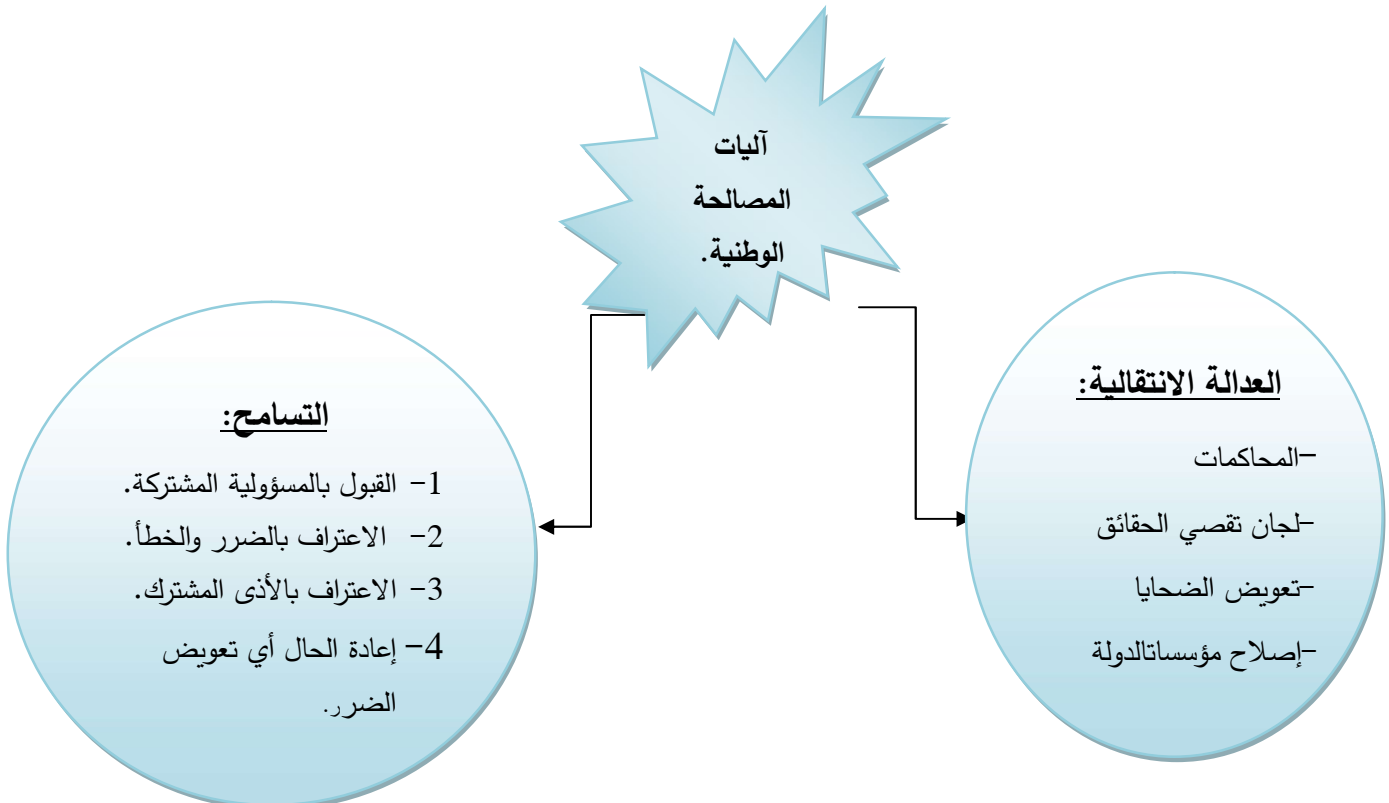 آليات
المصالحة
الوطنية.
العدالة الانتقالية:
-المحاكمات
-لجان تقصي الحقائق
-تعويض الضحايا
-إصلاح مؤسساتالدولة
التسامح:
1- القبول بالمسؤولية المشتركة.
2- الاعتراف بالضرر والخطأ.
3- الاعتراف بالأذى المشترك.
4- إعادة الحال أي تعويض
الضرر.